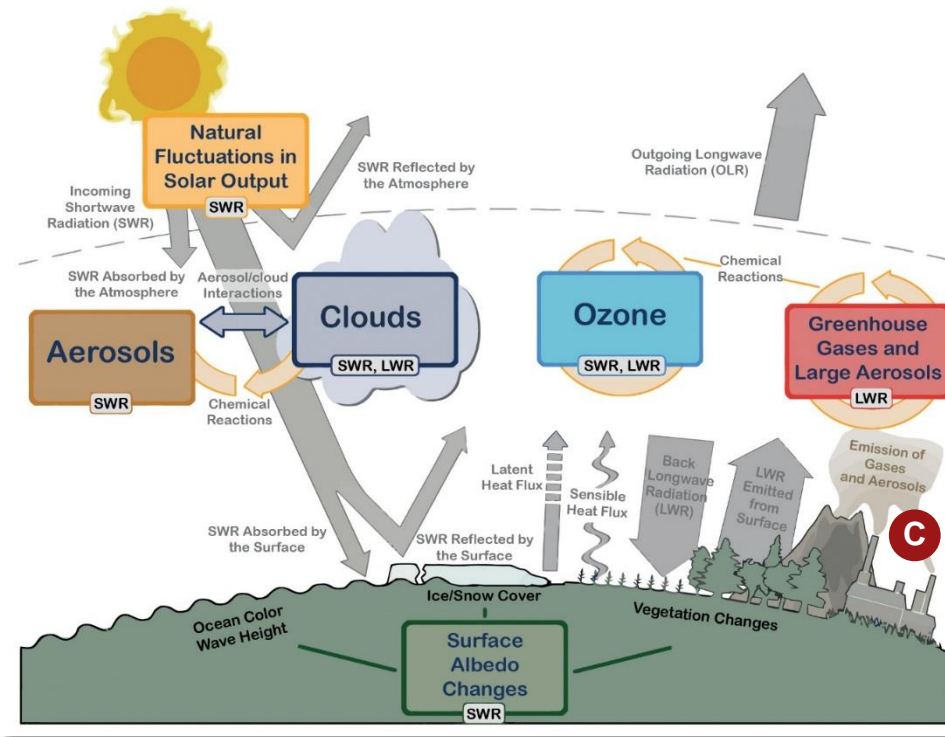 Natural
Fluctuations in
Solar Output
SWR
SWR Reflected by
the Atmosphere
Outgoing Longwave
Radiation (OLR)
Incoming
Shortwave
Radiation (SWR)
SWR Absorbed by
the Atmosphere
Aerosol/cloud
Interactions
Chemical
Reactions
Aerosols
SWR
Clouds
SWR, LWR
Ozone
SWR, LWR
Greenhouse
Gases and
Large Aerosols
LWR
Chemical
Reactions
SWR Absorbed by
the Surface
SWR Reflected by
the Surface
Latent
Heat Flux
Sensible
Heat Flux
Back
Longwave
Radiation
(LWR)
LWR
Emitted
from
Surface
Emission of
Gases
and Aerosols
C
Ocean Color
Wave Height
Ice/Snow Cover
Vegetation Changes
Surface
Albedo
Changes
SWR